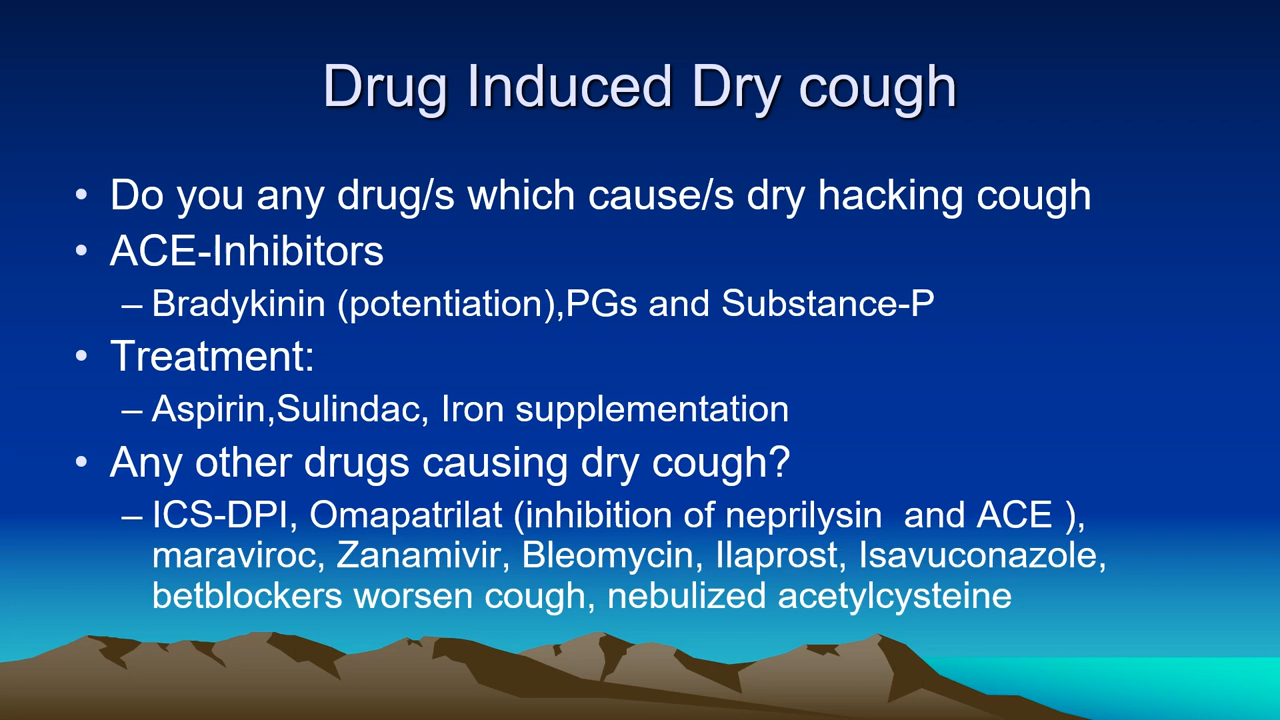 Drug Induced Dry cough
• Do you any drug/s which cause/s dry hacking cough
• ACE-Inhibitors
– Bradykinin (potentiation),PGs and Substance-P
• Treatment:
– Aspirin,Sulindac, Iron supplementation
• Any other drugs causing dry cough?
– ICS-DPI, Omapatrilat (inhibition of neprilysin  and ACE ),
maraviroc, Zanamivir, Bleomycin, Ilaprost, Isavuconazole,
betblockers worsen cough, nebulized acetylcysteine